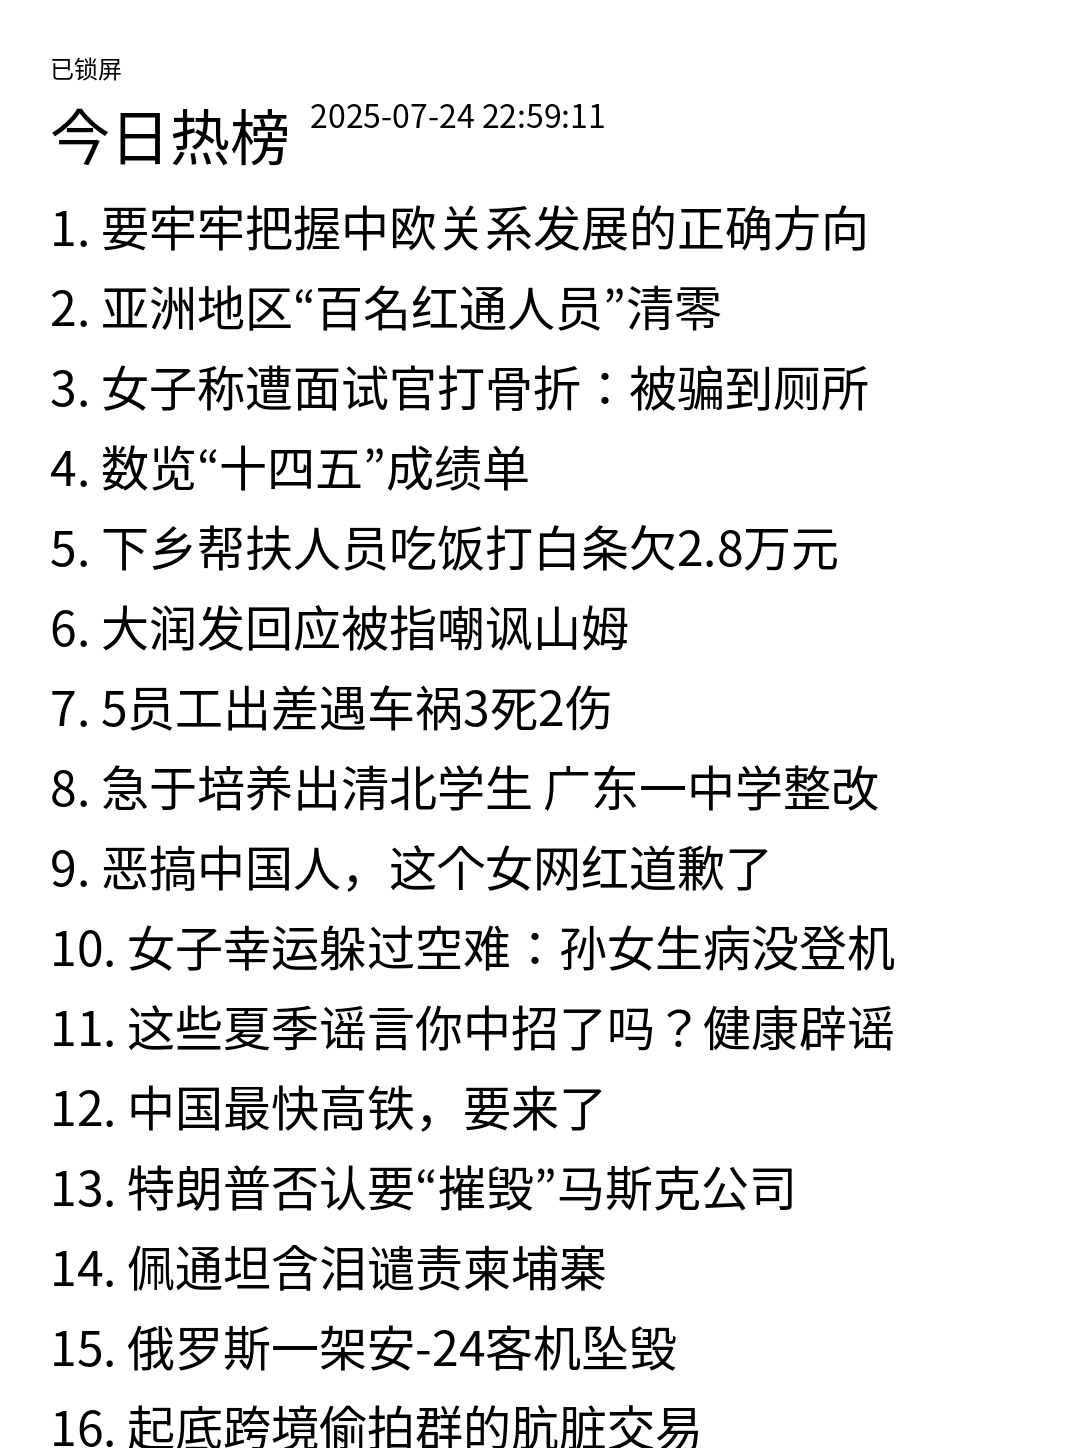 已锁屏
今日热榜 2025-07-24 22:59:11
1. 要牢牢把握中欧关系发展的正确方向
2. 亚洲地区“百名红通人员”清零
3. 女子称遭面试官打骨折：被骗到厕所
4. 数览“十四五”成绩单
5. 下乡帮扶人员吃饭打白条欠2.8万元
6. 大润发回应被指嘲讽山姆
7. 5员工出差遇车祸3死2伤
8. 急于培养出清北学生 广东一中学整改
9. 恶搞中国人，这个女网红道歉了
10. 女子幸运躲过空难：孙女生病没登机
11. 这些夏季谣言你中招了吗？健康辟谣
12. 中国最快高铁，要来了
13. 特朗普否认要“摧毁”马斯克公司
14. 佩通坦含泪谴责柬埔寨
15. 俄罗斯一架安-24客机坠毁
16. 起底跨境偷拍群的肮脏交易